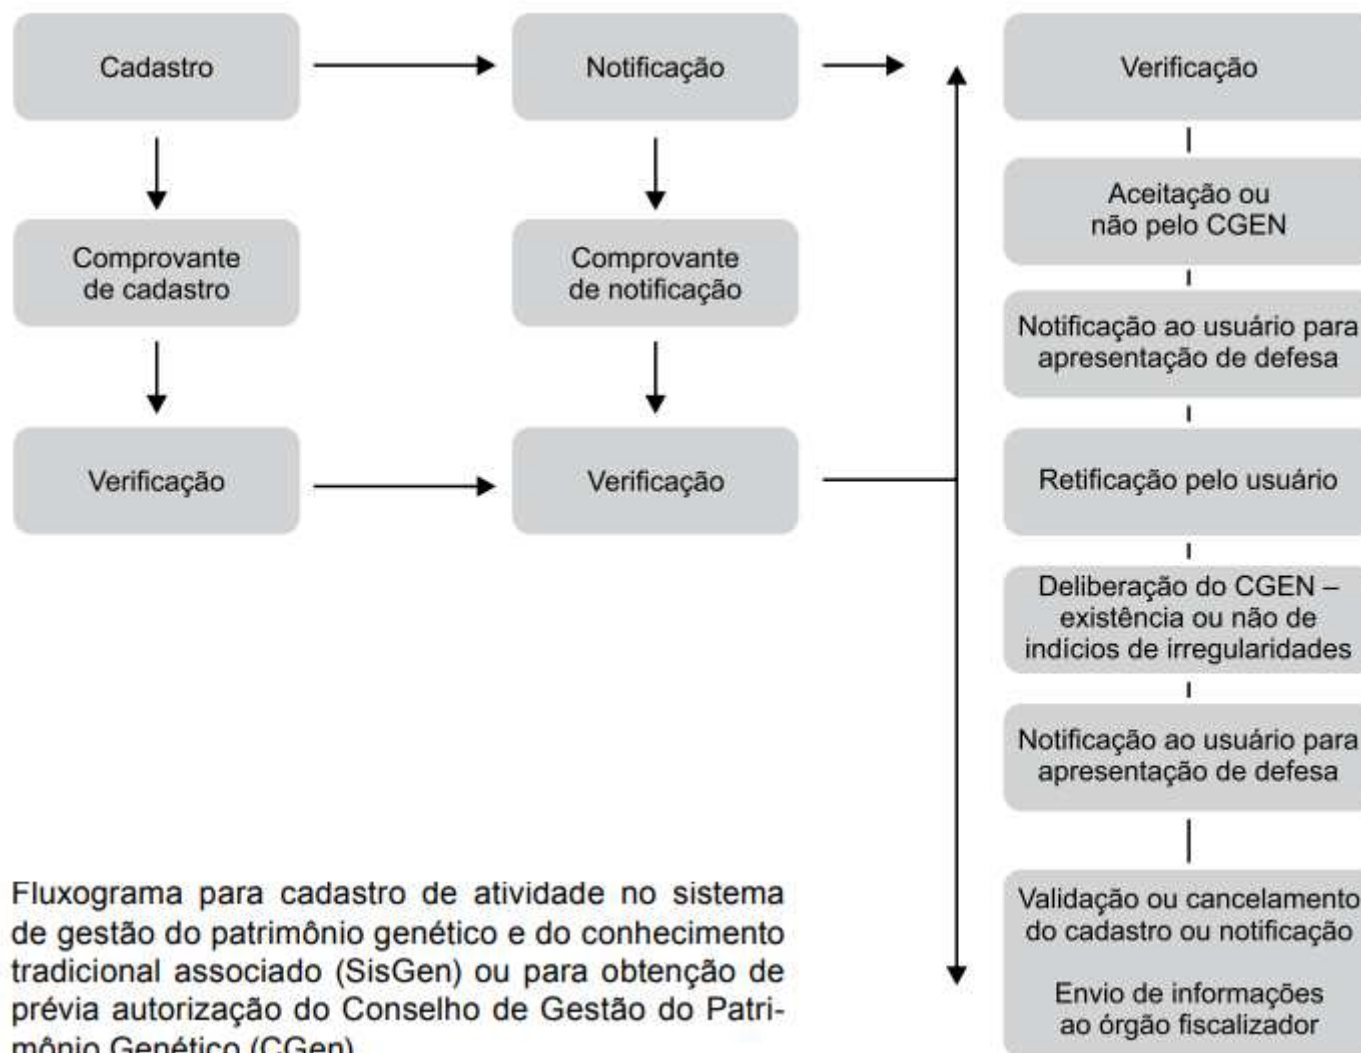 Cadastro
Notificação
Verificação
Comprovante
de cadastro
Comprovante
de notificação
Verificação
Verificação
Aceitação ou
não pelo CGEN
Notificação ao usuário para
apresentação de defesa
Retificação pelo usuário
Deliberação do CGEN –
existência ou não de
indícios de irregularidades
Notificação ao usuário para
apresentação de defesa
Validação ou cancelamento
do cadastro ou notificação
Envio de informações
ao órgão fiscalizador
Fluxograma para cadastro de atividade no sistema
de gestão do patrimônio genético e do conhecimento
tradicional associado (SisGen) ou para obtenção de
prévia autorização do Conselho de Gestão do Patri-
mônio Genético (CGen)